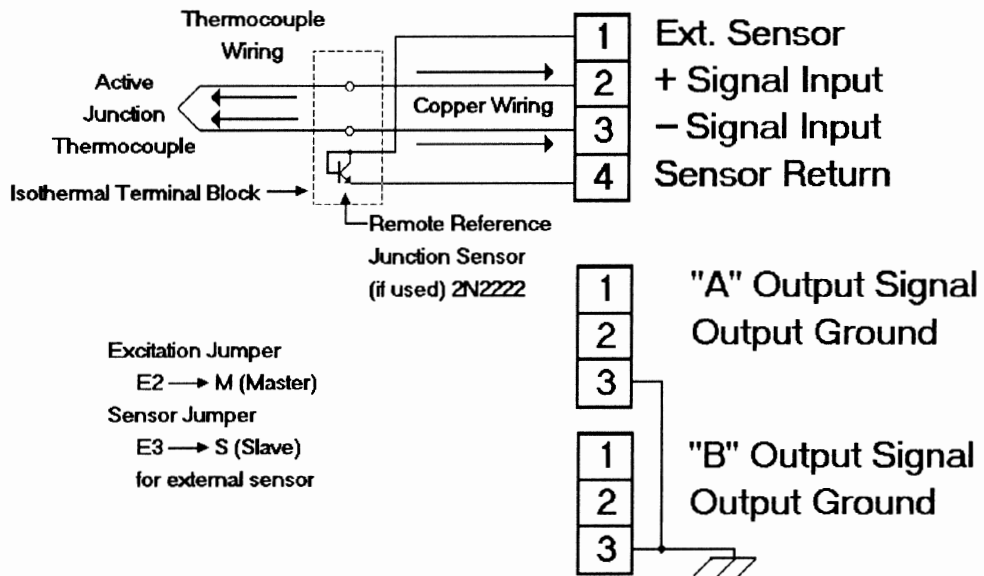 Thermocouple
Wiring
Active
Junction
Thermocouple
Copper Wiring
Isothermal Terminal Block
Remote Reference
Junction Sensor
(if used) 2N2222
1 Ext. Sensor
2 + Signal Input
3 − Signal Input
4 Sensor Return
Excitation Jumper
E2 → M (Master)
Sensor Jumper
E3 → S (Slave)
for external sensor
1 "A" Output Signal
2 Output Ground
3
1 "B" Output Signal
2 Output Ground
3